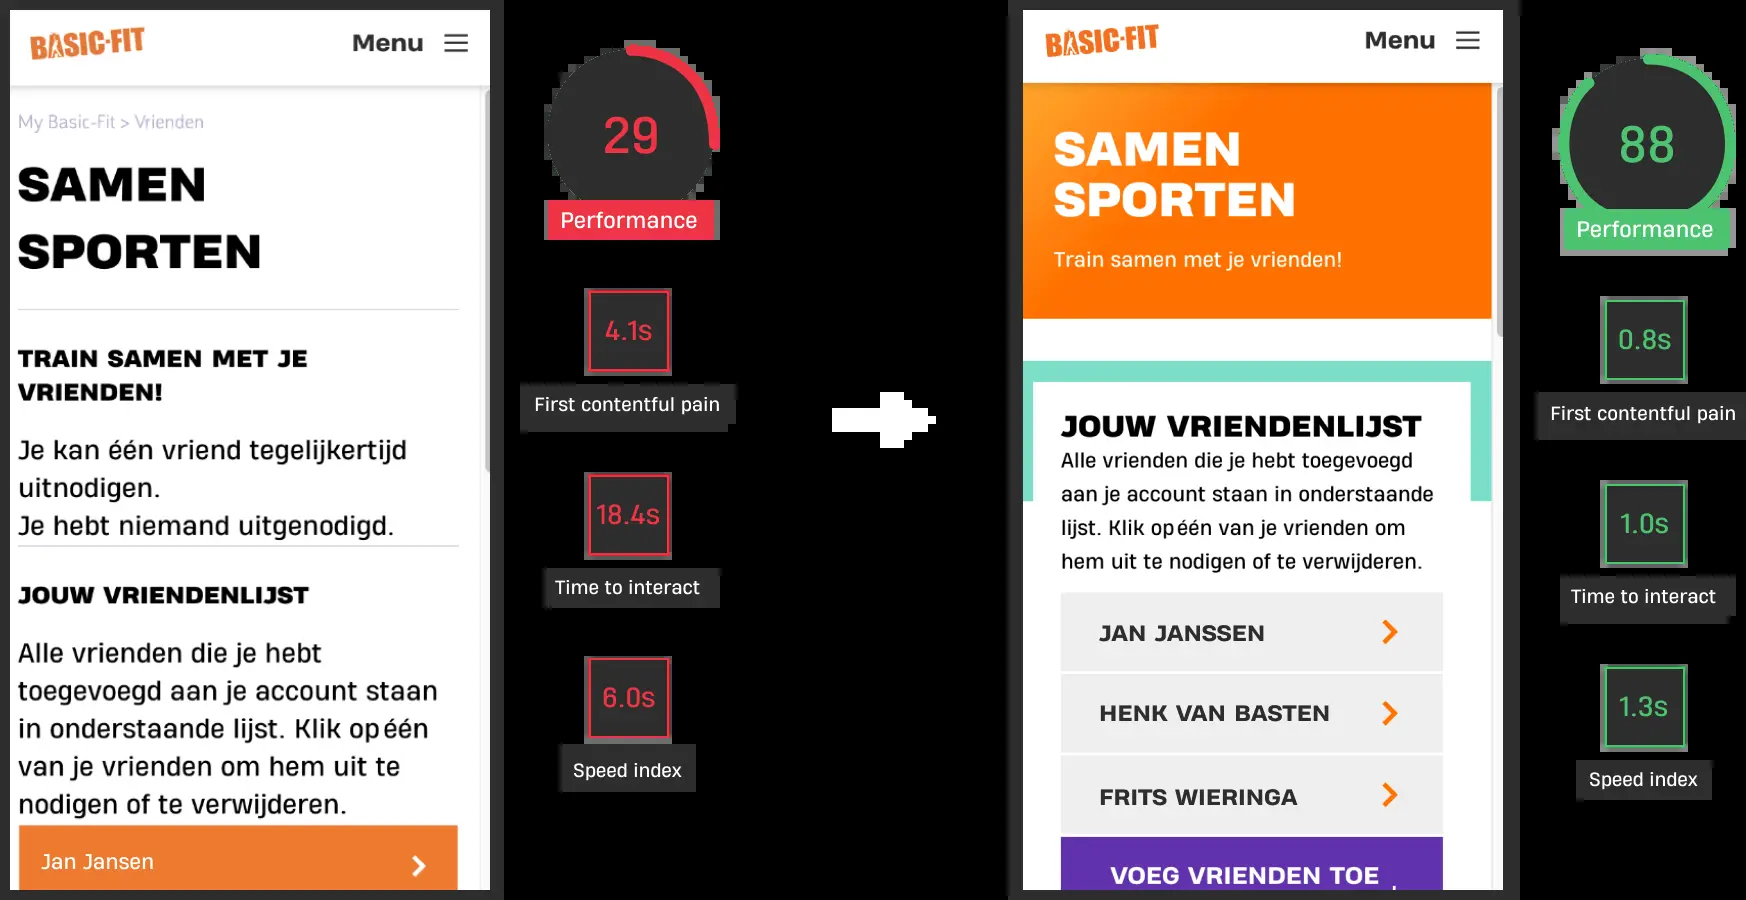 BASIC-FIT
Menu
My Basic-Fit > Vrienden
SAMEN
SPORTEN
TRAIN SAMEN MET JE
VRIENDEN!
Je kan één vriend tegelijkertijd
uitnodigen.
Je hebt niemand uitgenodigd.
JOUW VRIENDENLIJST
Alle vrienden die je hebt
toegevoegd aan je account staan
in onderstaande lijst. Klik op één
van je vrienden om hem uit te
nodigen of te verwijderen.
Jan Jansen
29
Performance
4.1s
First contentful pain
18.4s
Time to interact
6.0s
Speed index
BASIC-FIT
Menu
SAMEN
SPORTEN
Train samen met je vrienden!
JOUW VRIENDENLIJST
Alle vrienden die je hebt toegevoegd
aan je account staan in onderstaande
lijst. Klik op één van je vrienden om
hem uit te nodigen of te verwijderen.
JAN JANSSEN
HENK VAN BASTEN
FRITS WIERINGA
VOEG VRIENDEN TOE
88
Performance
0.8s
First contentful pain
1.0s
Time to interact
1.3s
Speed index